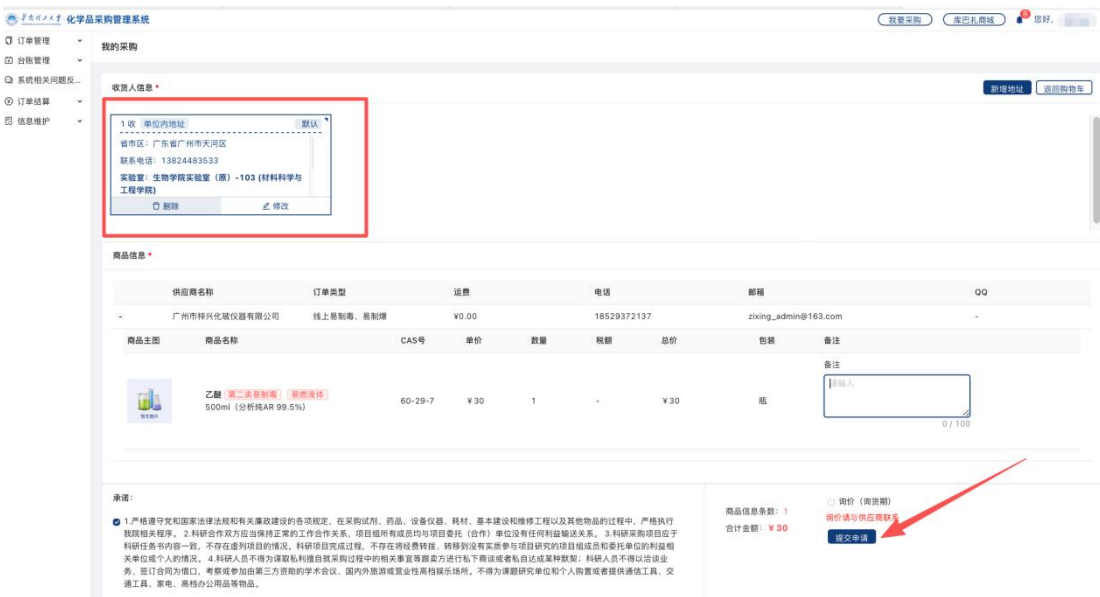 华南理工大学 化学品采购管理系统
我要采购 库巴扎商城 8 您好,
订单管理
台账管理
系统相关问题反...
订单结算
信息维护
我的采购
收货人信息 *
新增地址 返回购物车
1 收 单位内地址 默认
省市区：广东省广州市天河区
联系电话：13824483533
实验室：生物学院实验室（原）-103 (材料科学与
工程学院)
删除 修改
商品信息 *
供应商名称 订单类型 运费 电话 邮箱 QQ
- 广州市梓兴化玻仪器有限公司 线上易制毒、易制爆 ¥0.00 18529372137 zixing_admin@163.com -
商品主图 商品名称 CAS号 单价 数量 税额 总价 包装 备注
备注
乙醚 第二类易制毒 易燃液体
500ml（分析纯AR 99.5%）
60-29-7 ¥30 1 - ¥30 瓶
请输入
0 / 100
暂无图片
承诺：
1.严格遵守党和国家法律法规和有关廉政建设的各项规定，在采购试剂、药品、设备仪器、耗材、基本建设和维修工程以及其他物品的过程中，严格执行
我院相关程序。 2.科研合作双方应当保持正常的工作合作关系，项目组所有成员均与项目委托（合作）单位没有任何利益输送关系。 3.科研采购项目应于
科研任务书内容一致，不存在虚列项目的情况，科研项目完成过程，不存在将经费转拨、转移到没有实质参与项目研究的项目组成员和委托单位的利益相
关单位或个人的情况。 4.科研人员不得为谋取私利擅自就采购过程中的相关事宜等跟卖方进行私下商谈或者私自达成某种默契；科研人员不得以洽谈业
务、签订合同为借口，考察或参加由第三方资助的学术会议、国内外旅游或营业性高档娱乐场所，不得为课题研究单位和个人购置或者提供通信工具、交
通工具、家电、高档办公用品等物品。
商品信息条数： 1
合计金额：¥30
询价（询货期）
询价请与供应商联系
提交申请